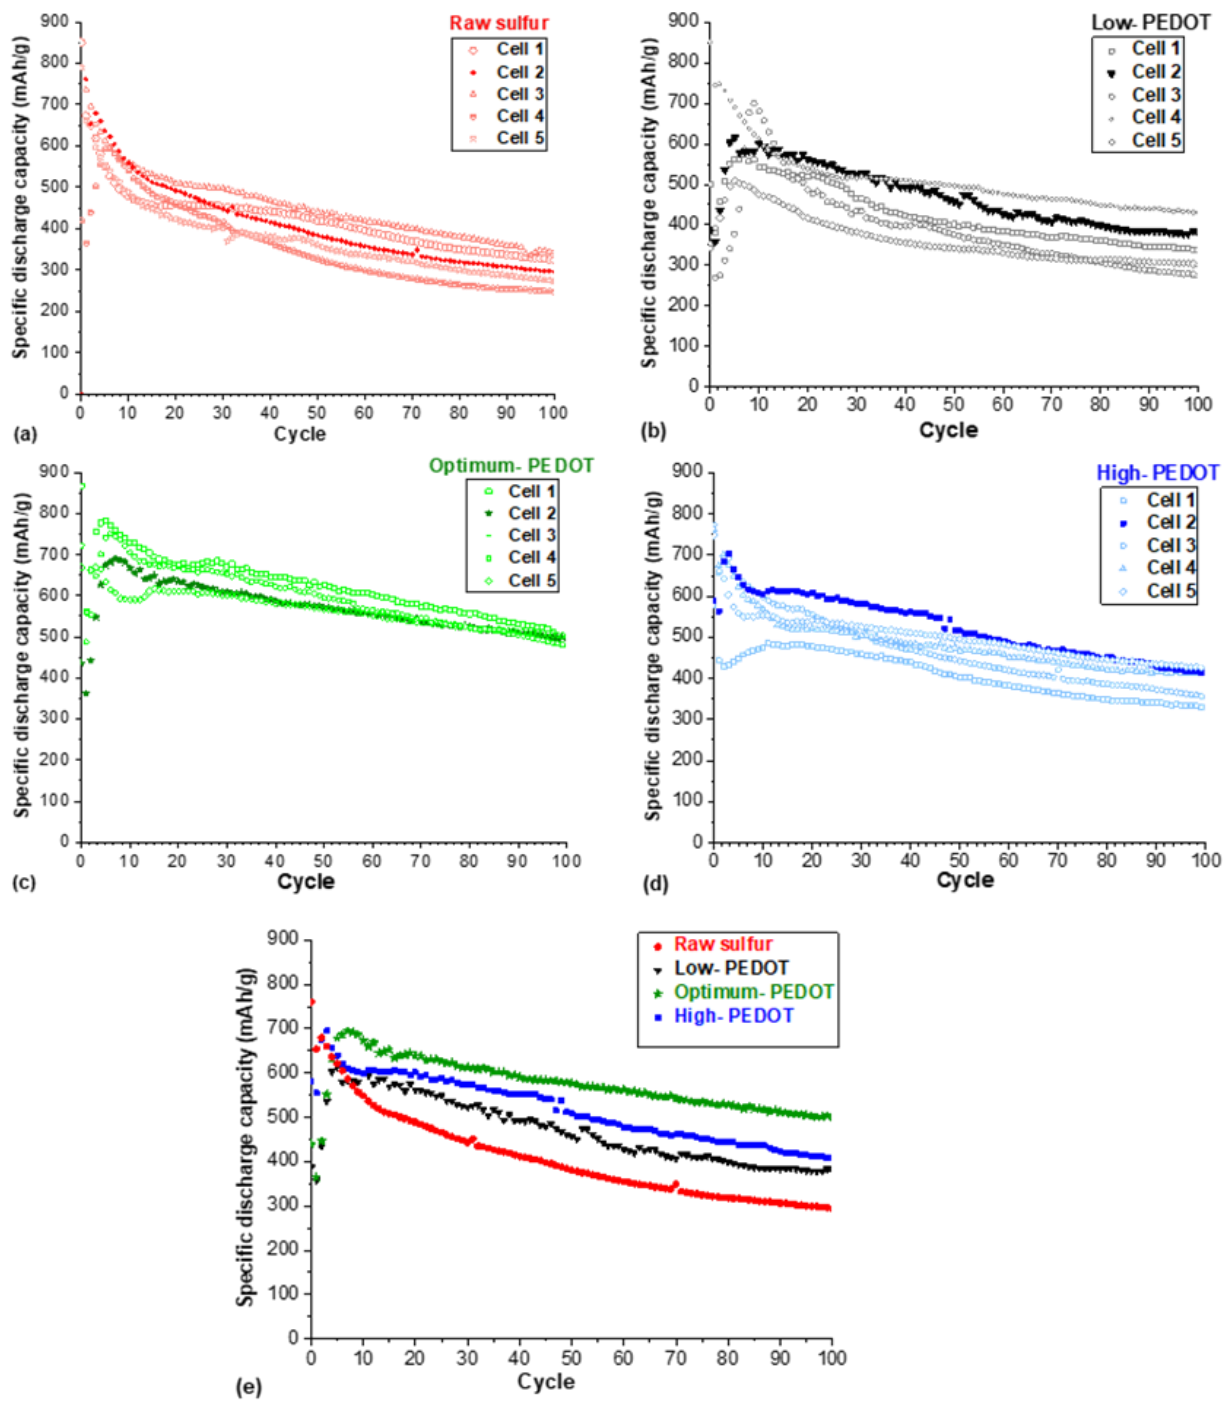 Raw sulfur
Cell 1
Cell 2
Cell 3
Cell 4
Cell 5
Specific discharge capacity (mAh/g)
900
800
700
600
500
400
300
200
100
0
0 10 20 30 40 50 60 70 80 90 100
Cycle
(a)
Low- PEDOT
Cell 1
Cell 2
Cell 3
Cell 4
Cell 5
Specific discharge capacity (mAh/g)
900
800
700
600
500
400
300
200
100
0
0 10 20 30 40 50 60 70 80 90 100
Cycle
(b)
Optimum- PEDOT
Cell 1
Cell 2
Cell 3
Cell 4
Cell 5
Specific discharge capacity (mAh/g)
900
800
700
600
500
400
300
200
100
0
0 10 20 30 40 50 60 70 80 90 100
Cycle
(c)
High- PEDOT
Cell 1
Cell 2
Cell 3
Cell 4
Cell 5
Specific discharge capacity (mAh/g)
900
800
700
600
500
400
300
200
100
0
0 10 20 30 40 50 60 70 80 90 100
Cycle
(d)
Raw sulfur
Low- PEDOT
Optimum- PEDOT
High- PEDOT
Specific discharge capacity (mAh/g)
900
800
700
600
500
400
300
200
100
0
0 10 20 30 40 50 60 70 80 90 100
Cycle
(e)